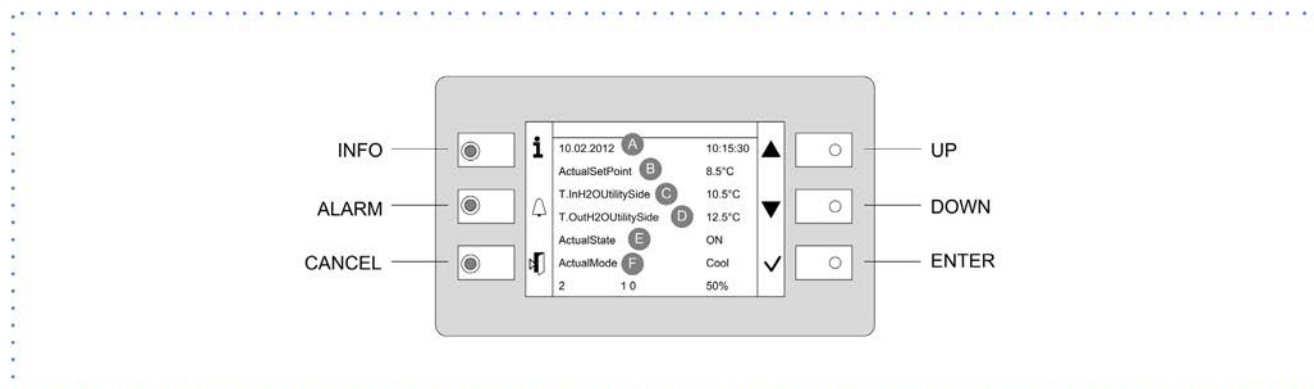 INFO
ALARM
CANCEL
i
10.02.2012 A 10:15:30
ActualSetPoint B 8.5°C
T.InH2OUtilitySide C 10.5°C
T.OutH2OUtilitySide D 12.5°C
ActualState E ON
ActualMode F Cool
2 1 0 50%
UP
DOWN
ENTER